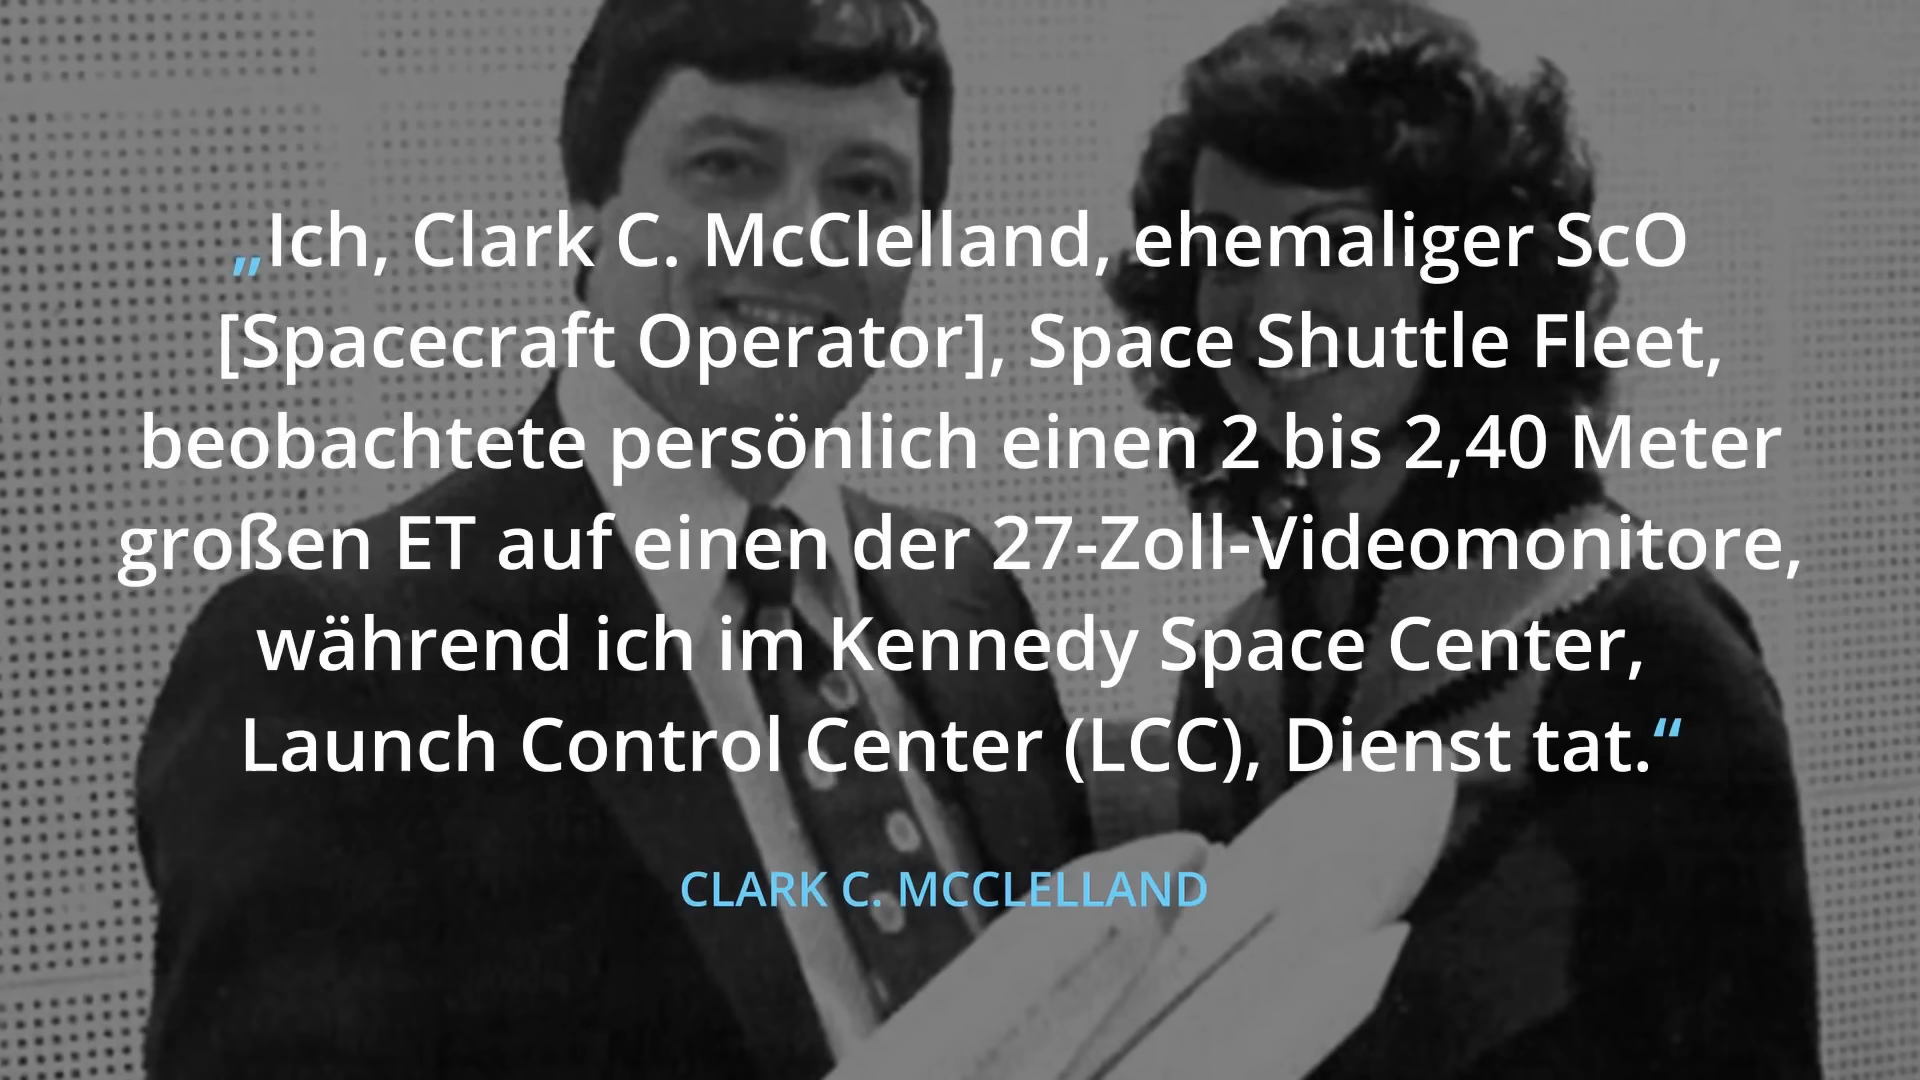 „Ich, Clark C. McClelland, ehemaliger ScO
[Spacecraft Operator], Space Shuttle Fleet,
beobachtete persönlich einen 2 bis 2,40 Meter
großen ET auf einen der 27-Zoll-Videomonitore,
während ich im Kennedy Space Center,
Launch Control Center (LCC), Dienst tat.“
CLARK C. MCCLELLAND